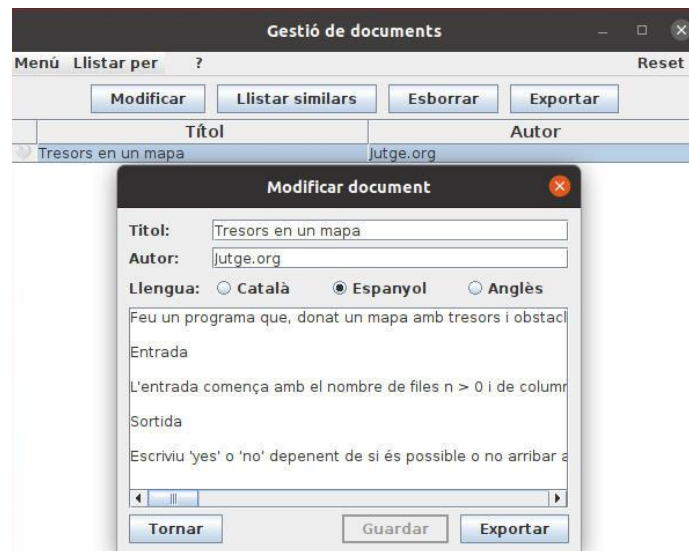 Gestió de documents
Menú Llistar per ? Reset
Modificar Llistar similars Esborrar Exportar
Títol Autor
Tresors en un mapa Jutge.org
Modificar document
Titol: Tresors en un mapa
Autor: Jutge.org
Llengua: Català Espanyol Anglès
Feu un programa que, donat un mapa amb tresors i obstacl
Entrada
L'entrada comença amb el nombre de files n > 0 i de column
Sortida
Escriviu 'yes' o 'no' depenent de si és possible o no arribar a
Tornar Guardar Exportar